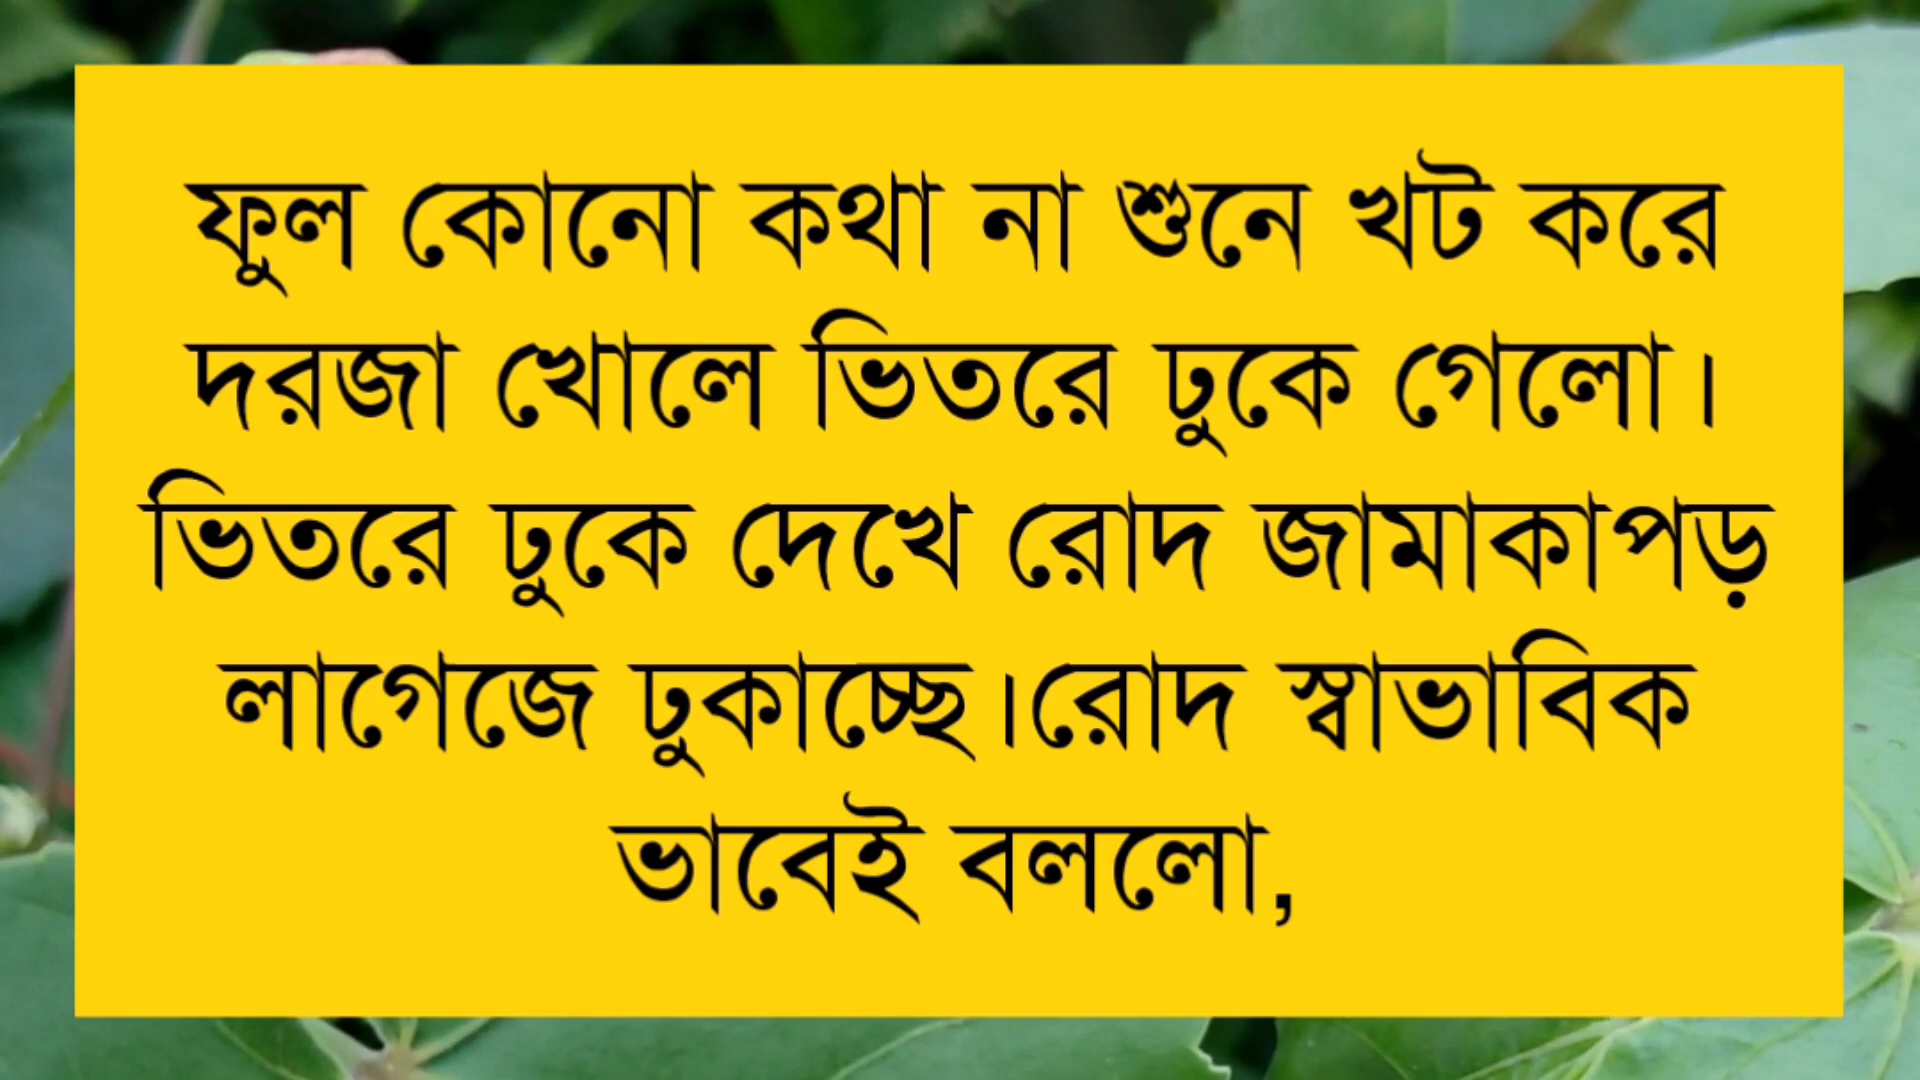 ফুল কোনো কথা না শুনে খট করে
দরজা খোলে ভিতরে ঢুকে গেলো।
ভিতরে ঢুকে দেখে রোদ জামাকাপড়
লাগেজে ঢুকাচ্ছে।রোদ স্বাভাবিক
ভাবেই বললো,